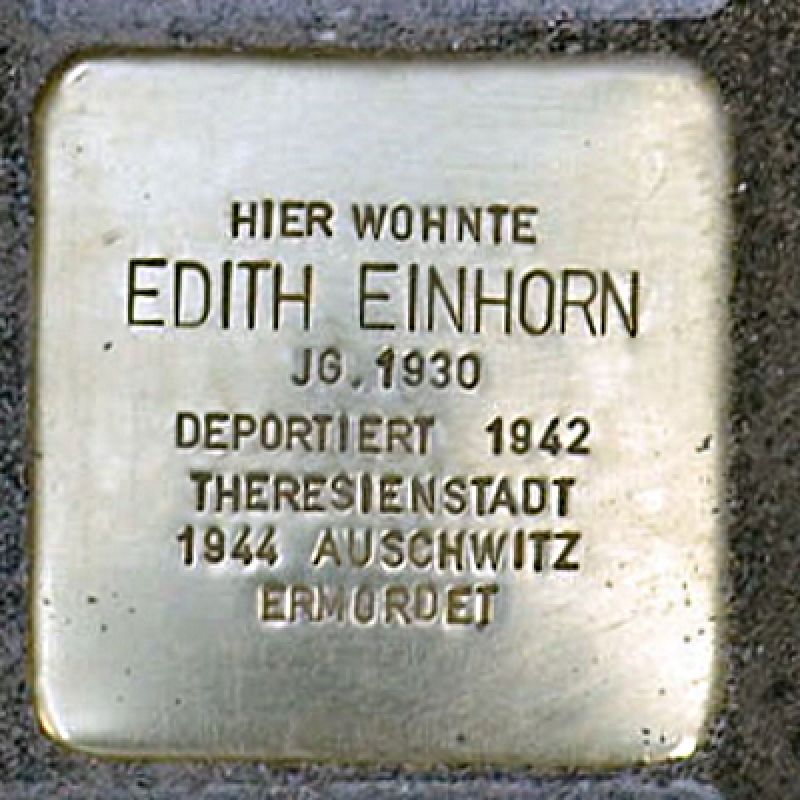 HIER WOHNTE
EDITH EINHORN
JG. 1930
DEPORTIERT 1942
THERESIENSTADT
1944 AUSCHWITZ
ERMORDET